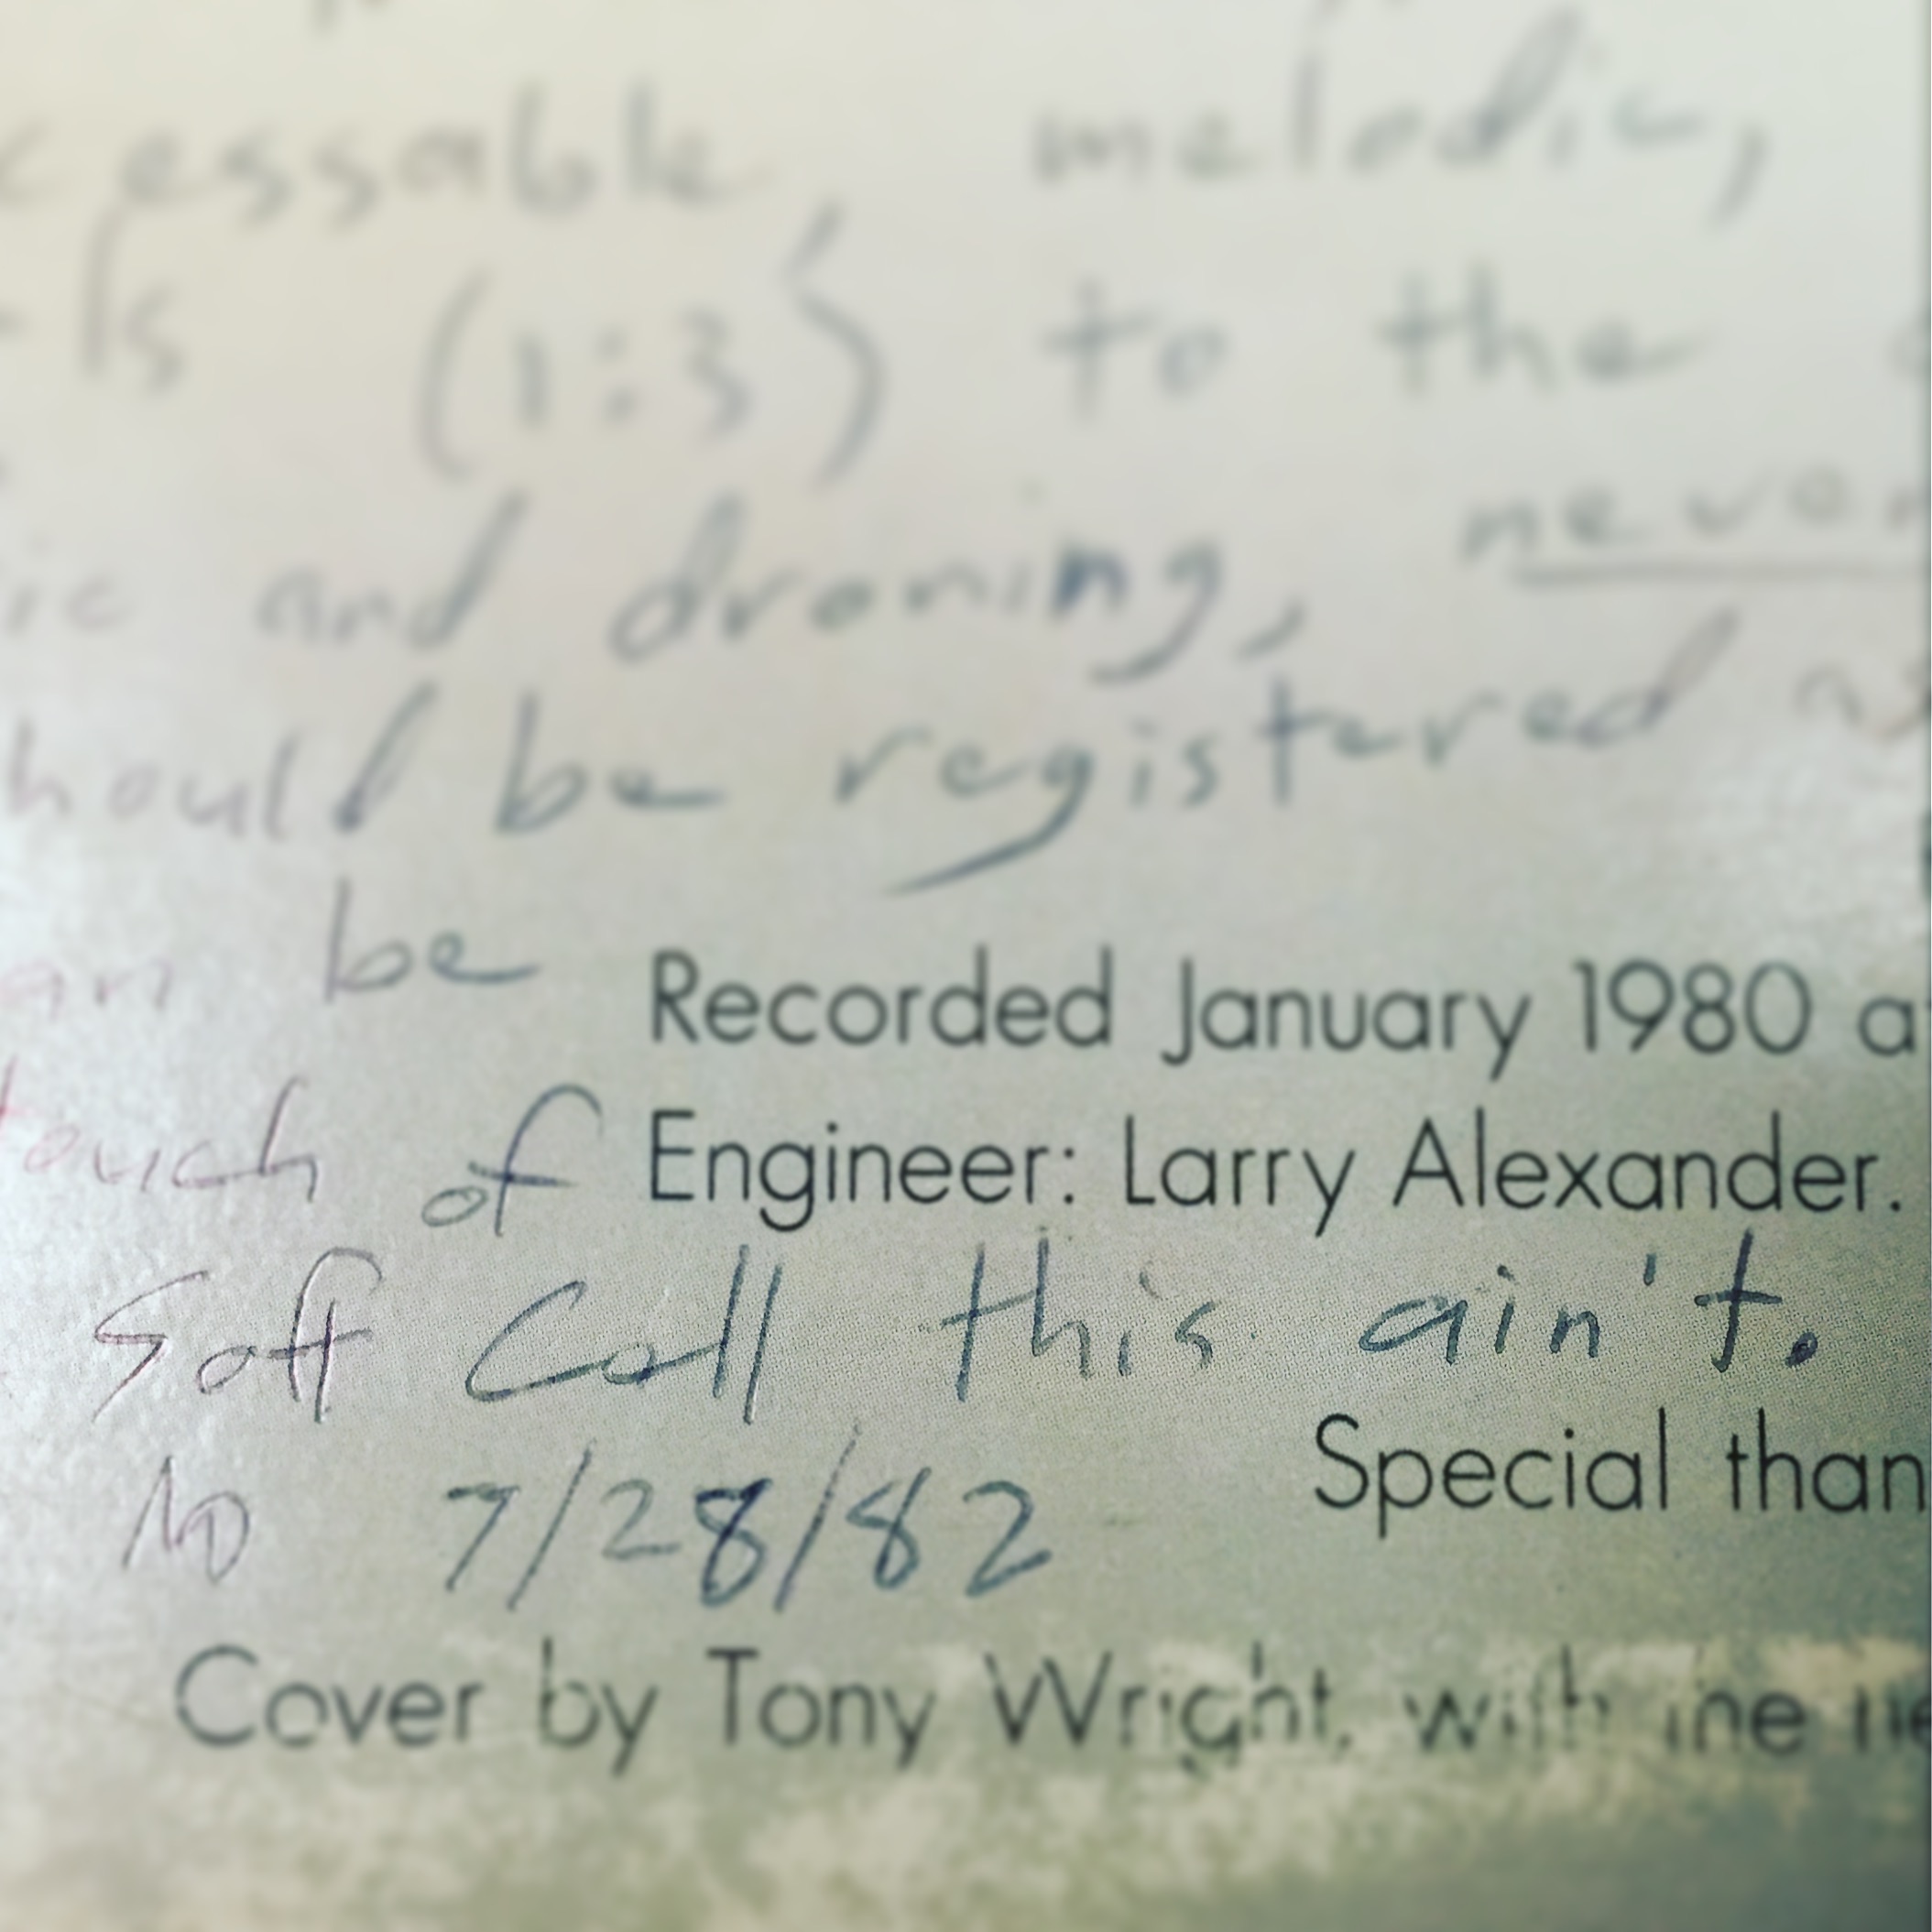 cessable, melodic,
ls (1:3) to the
ic and droning, never
hould be registered as
an be
Recorded January 1980 a
touch of
Engineer: Larry Alexander.
Soft Cell this ain't.
7/28/82
Special than
Cover by Tony Wright, with the